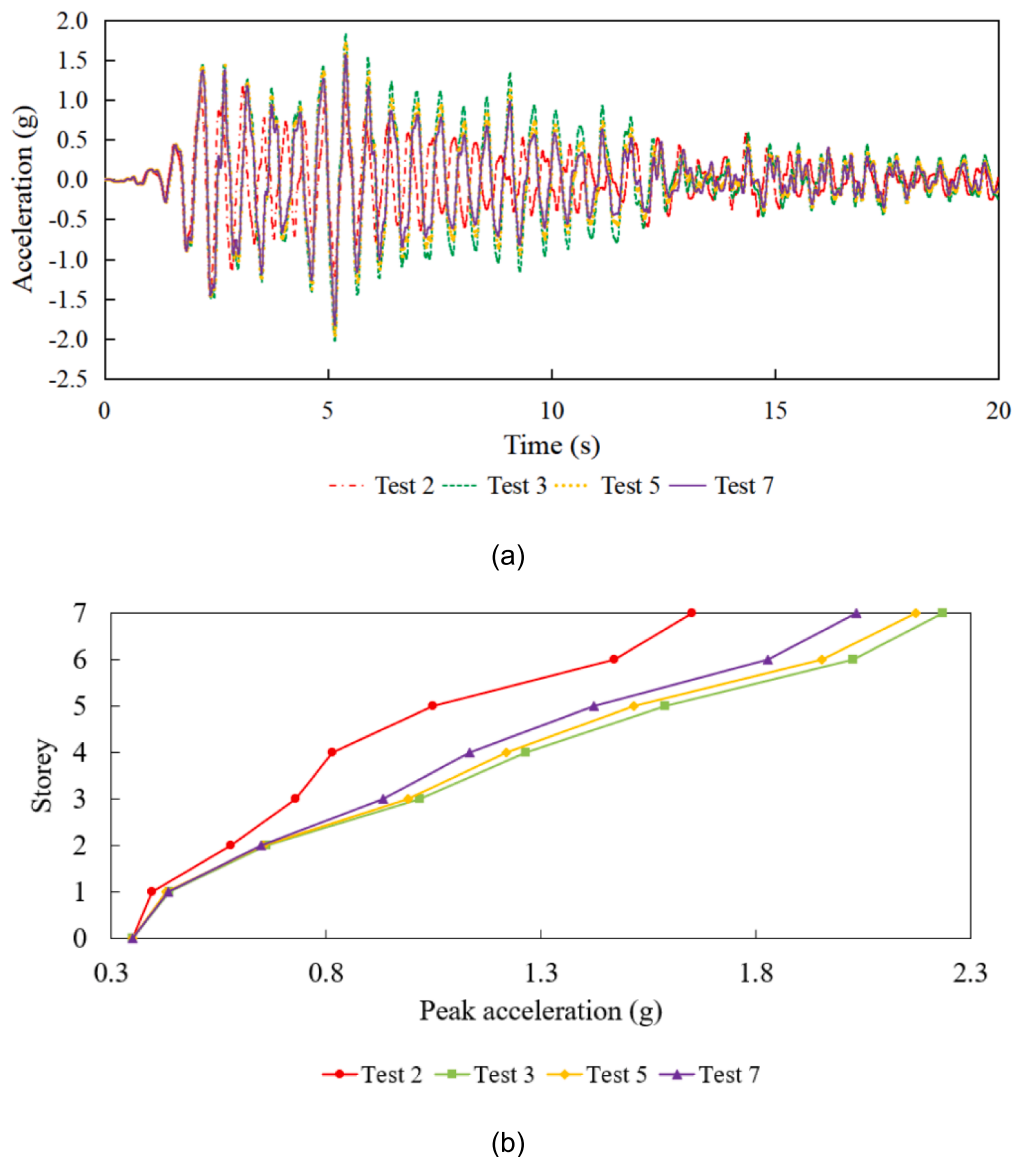 2.0
1.5
1.0
0.5
0.0
-0.5
-1.0
-1.5
-2.0
-2.5
Acceleration (g)
0 5 10 15 20
Time (s)
Test 2 Test 3 Test 5 Test 7
(a)
7
6
5
4
3
2
1
0
Storey
0.3 0.8 1.3 1.8 2.3
Peak acceleration (g)
Test 2 Test 3 Test 5 Test 7
(b)